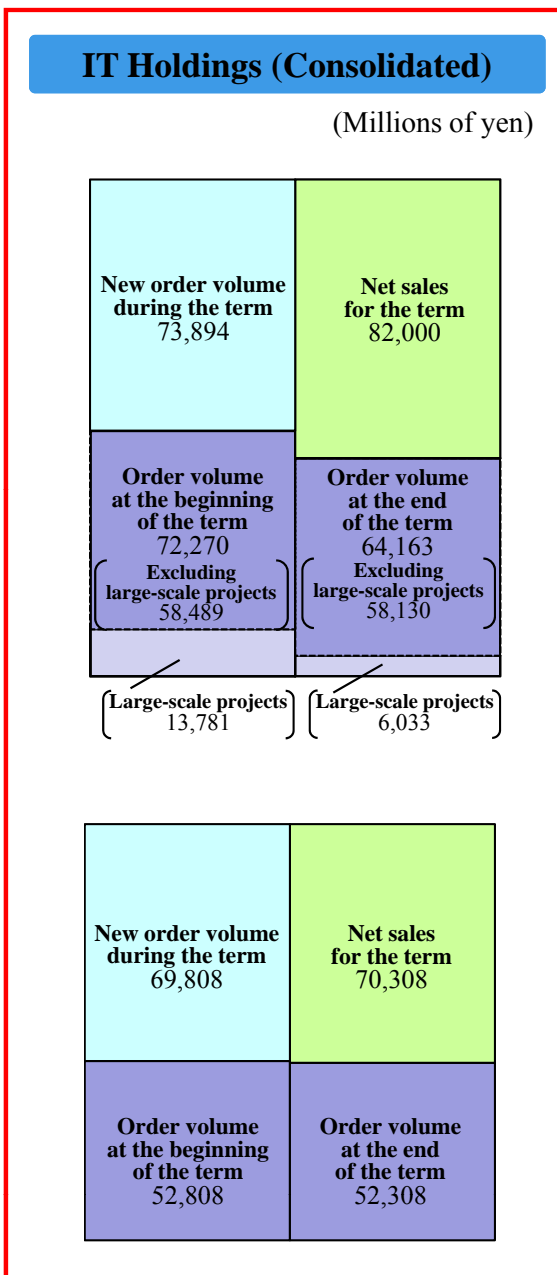 IT Holdings (Consolidated)
(Millions of yen)
New order volume
during the term
73,894
Net sales
for the term
82,000
Order volume
at the beginning
of the term
72,270
Excluding
large-scale projects
58,489
Order volume
at the end
of the term
64,163
Excluding
large-scale projects
58,130
Large-scale projects
13,781
Large-scale projects
6,033
New order volume
during the term
69,808
Net sales
for the term
70,308
Order volume
at the beginning
of the term
52,808
Order volume
at the end
of the term
52,308